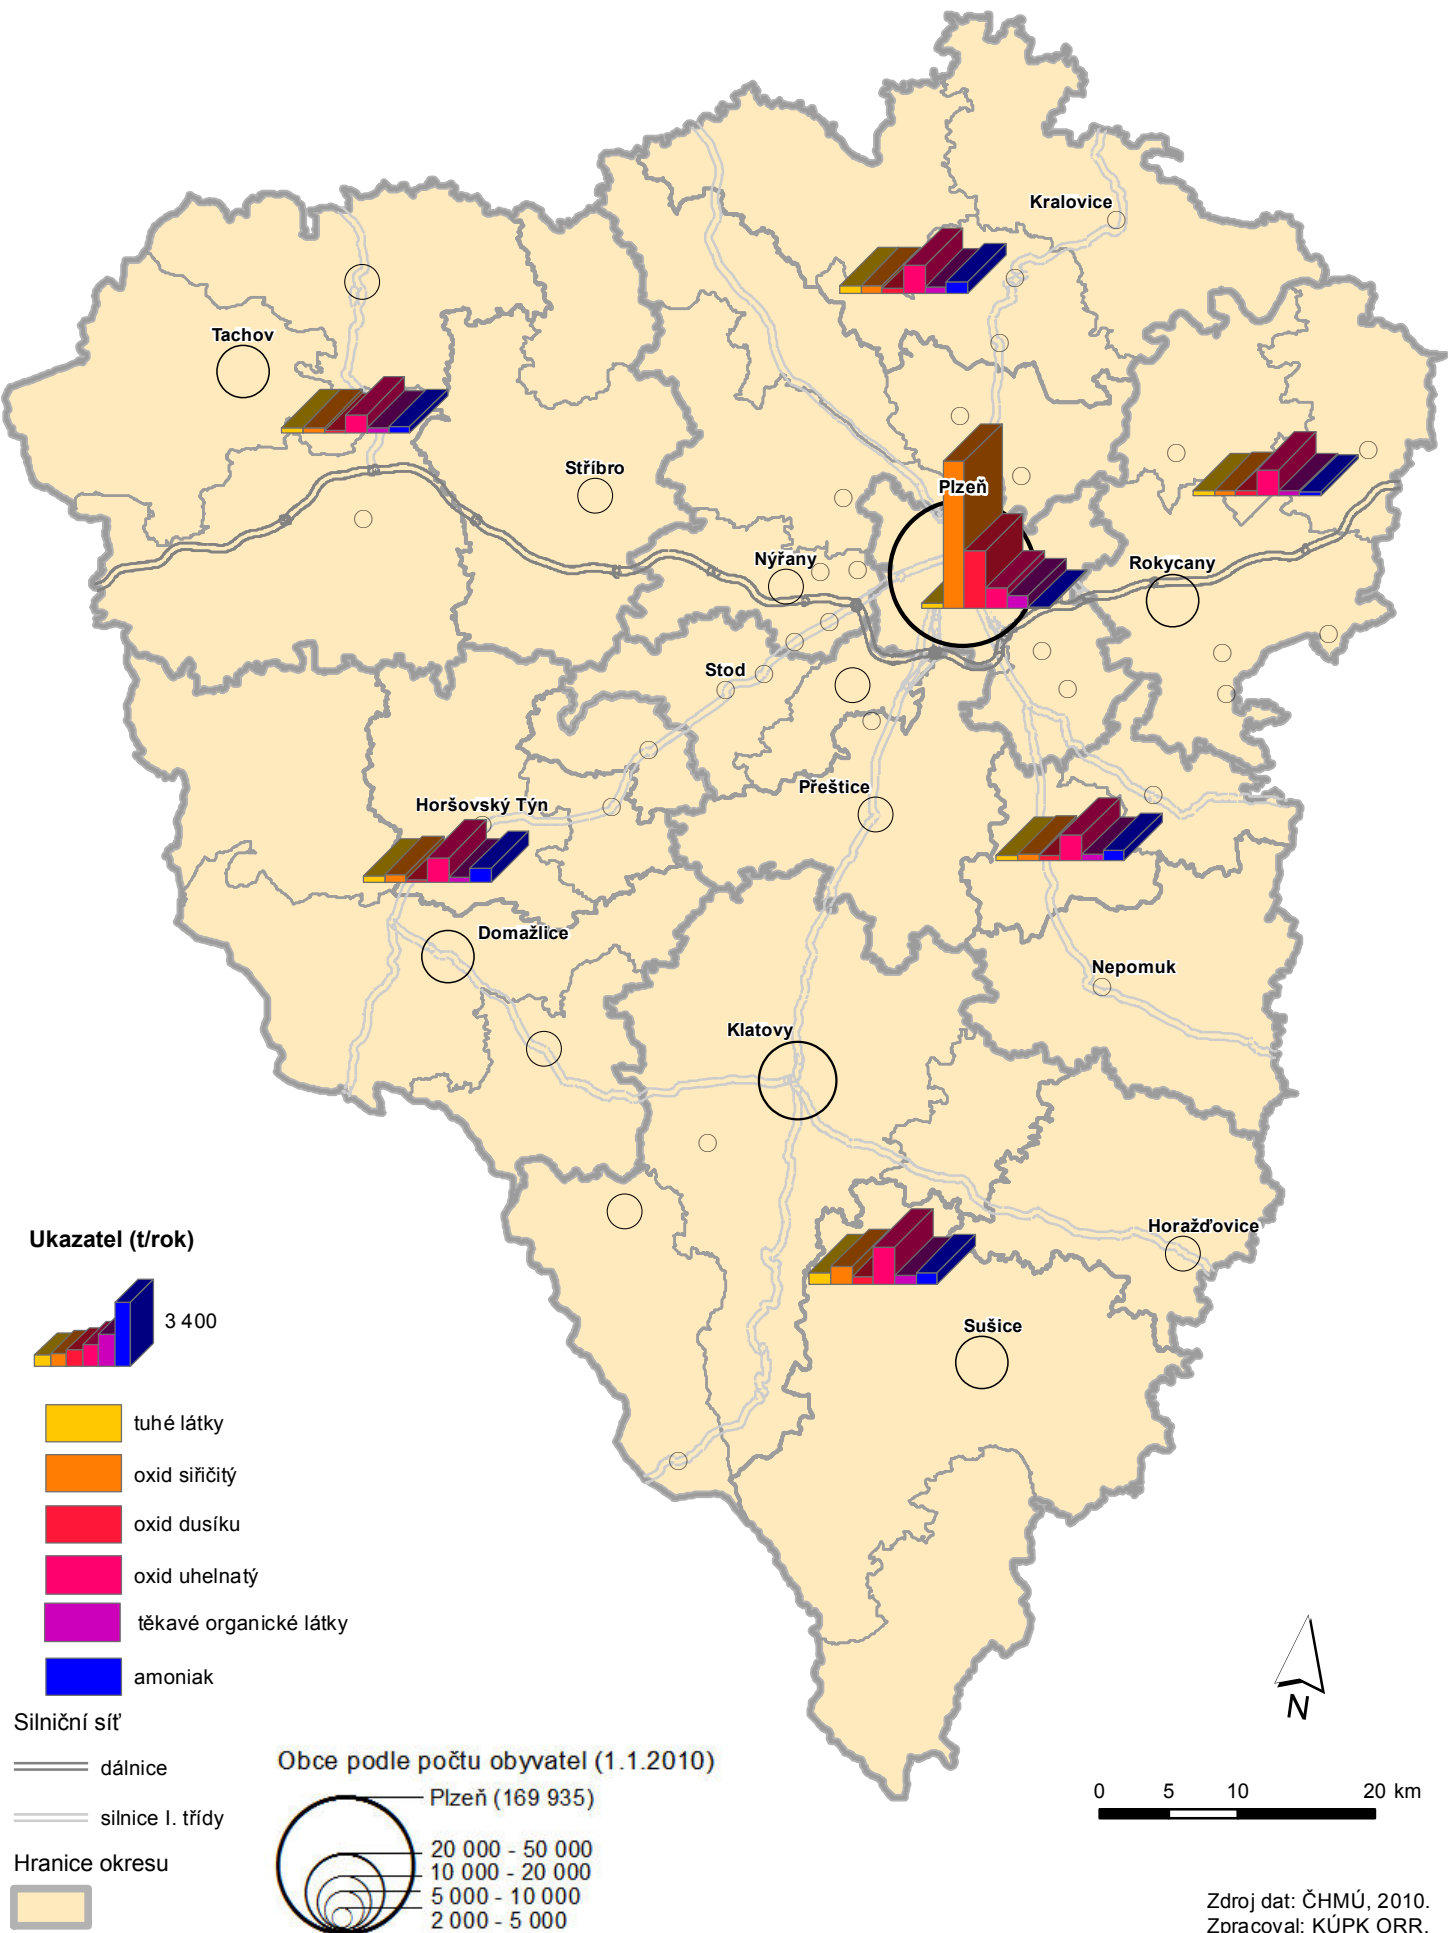 Kralovice
Tachov
Stříbro
Plzeň
Nýřany
Rokycany
Stod
Přeštice
Horšovský Týn
Domažlice
Nepomuk
Klatovy
Horažďovice
Sušice
Ukazatel (t/rok)
3 400
tuhé látky
oxid siřičitý
oxid dusíku
oxid uhelnatý
těkavé organické látky
amoniak
Silniční síť
dálnice
silnice I. třídy
Hranice okresu
Obce podle počtu obyvatel (1.1.2010)
Plzeň (169 935)
20 000 - 50 000
10 000 - 20 000
5 000 - 10 000
2 000 - 5 000
N
0 5 10 20 km
Zdroj dat: ČHMÚ, 2010.
Zpracoval: KÚPK ORR.